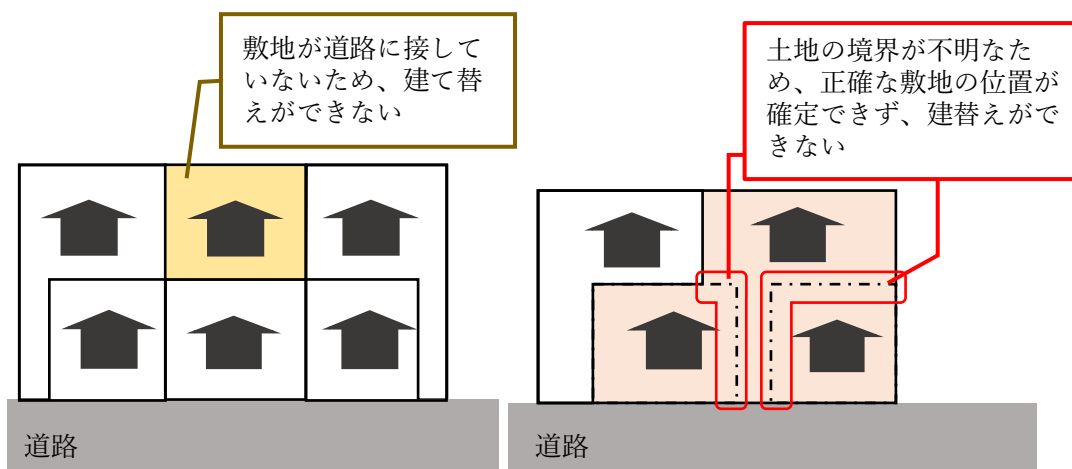 敷地が道路に接して
いないため、建て替
えができない
土地の境界が不明なた
め、正確な敷地の位置が
確定できず、建替えがで
きない
道路
道路